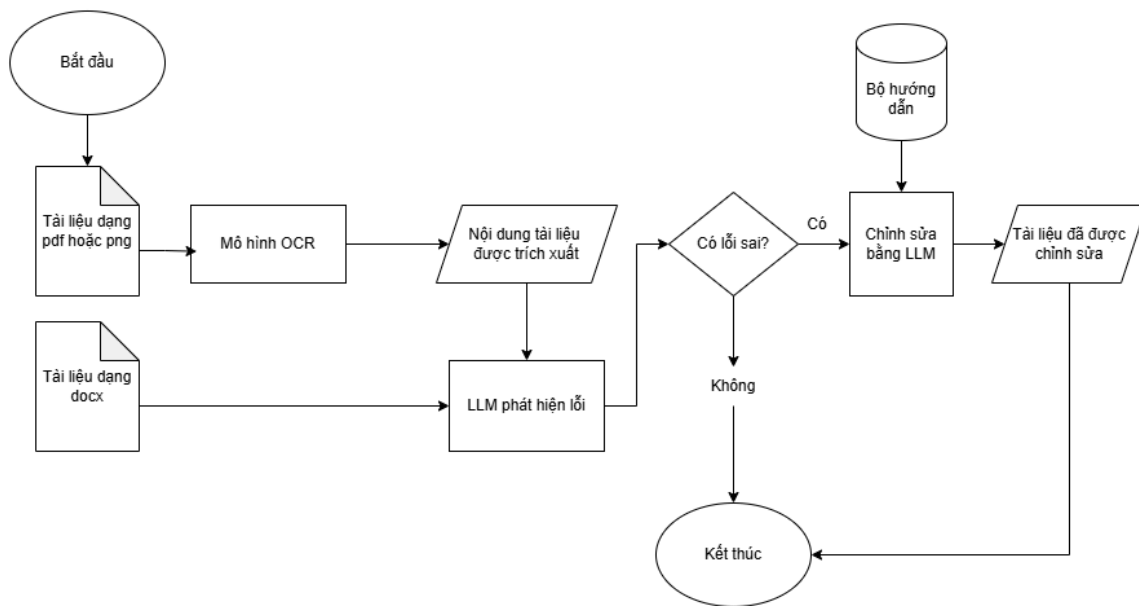 Bắt đầu
Bộ hướng
dẫn
Tài liệu dạng
pdf hoặc png
Mô hình OCR
Nội dung tài liệu
được trích xuất
Có lỗi sai?
Có
Chỉnh sửa
bằng LLM
Tài liệu đã được
chỉnh sửa
Tài liệu dạng
docx
LLM phát hiện lỗi
Không
Kết thúc